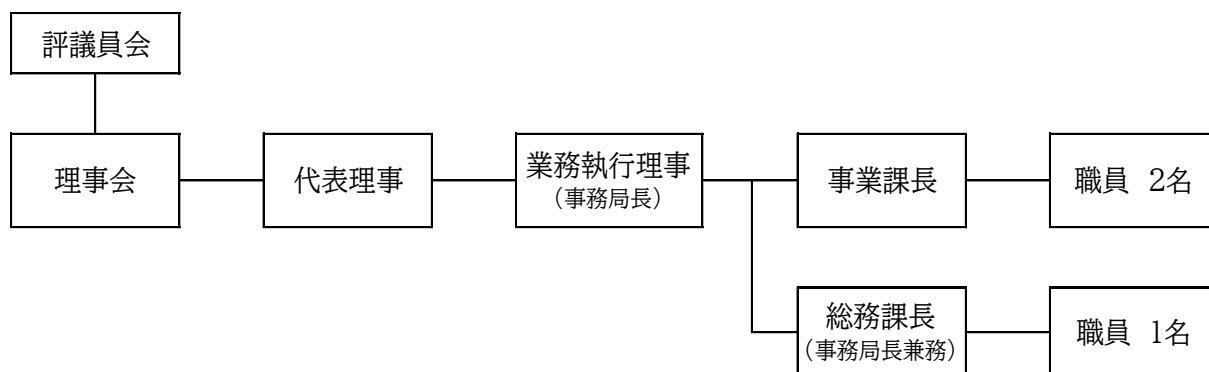 評議員会
理事会
代表理事
業務執行理事
（事務局長）
事業課長
職員　2名
総務課長
（事務局長兼務）
職員　1名